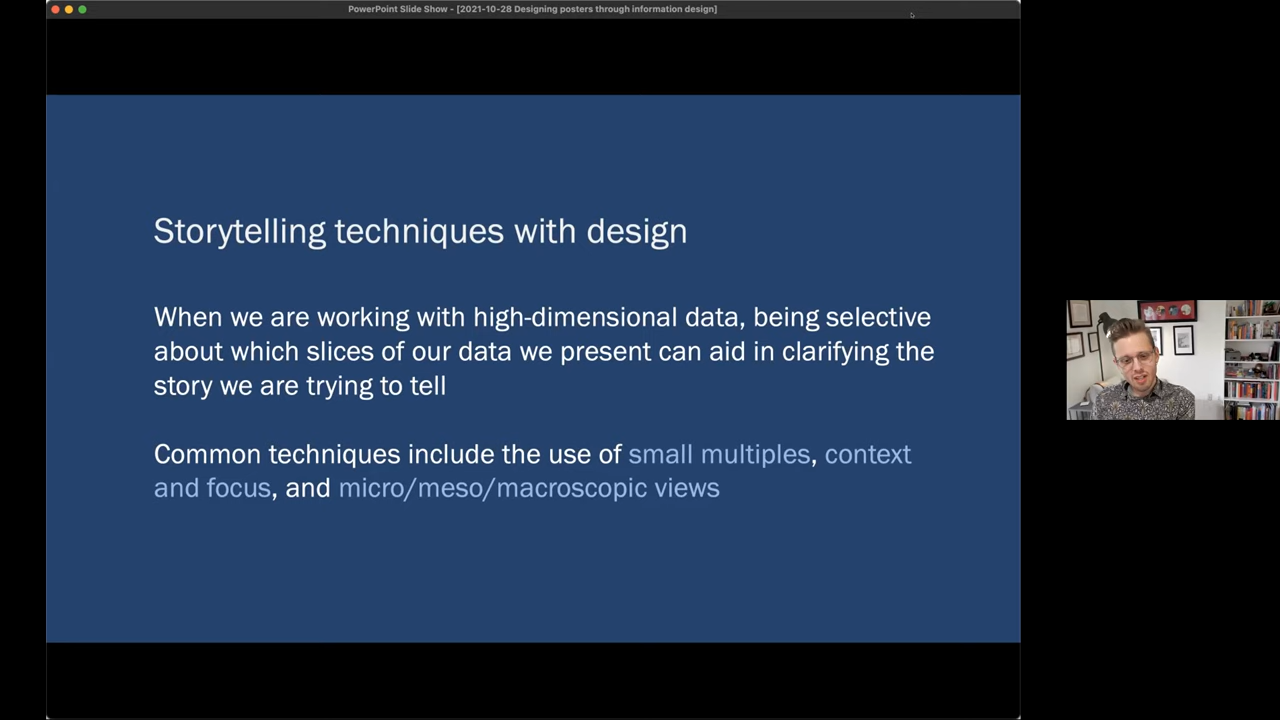 PowerPoint Slide Show - [2021-10-28 Designing posters through information design]
Storytelling techniques with design
When we are working with high-dimensional data, being selective
about which slices of our data we present can aid in clarifying the
story we are trying to tell
Common techniques include the use of small multiples, context
and focus, and micro/meso/macroscopic views